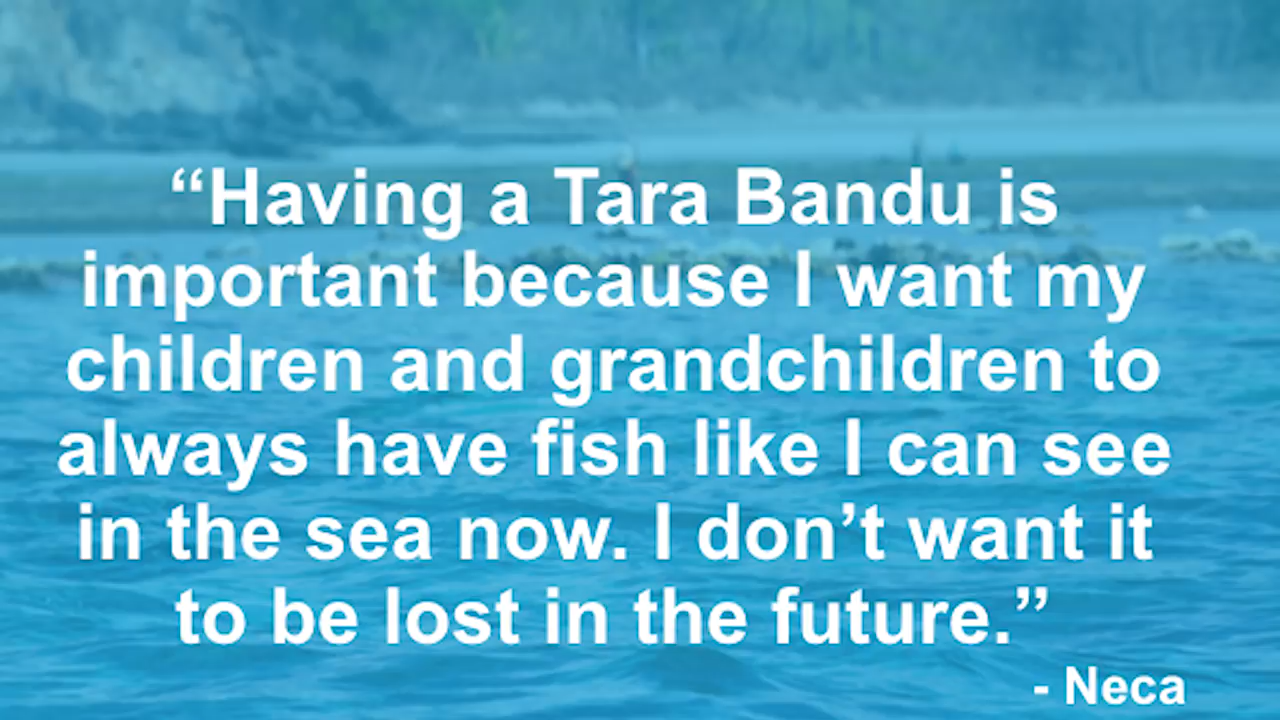 “Having a Tara Bandu is
important because I want my
children and grandchildren to
always have fish like I can see
in the sea now. I don’t want it
to be lost in the future.”
- Neca